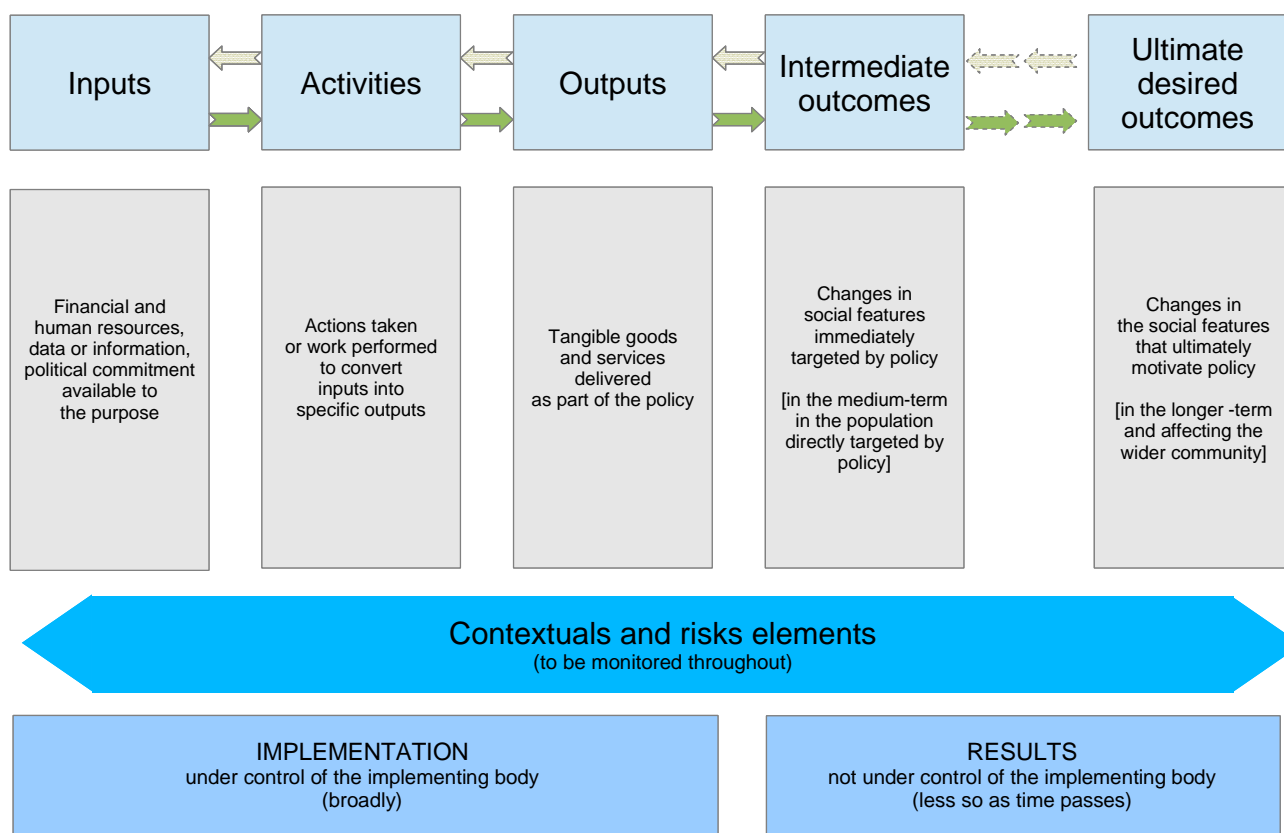 Inputs
Activities
Outputs
Intermediate
outcomes
Ultimate
desired
outcomes
Financial and
human resources,
data or information,
political commitment
available to
the purpose
Actions taken
or work performed
to convert
inputs into
specific outputs
Tangible goods
and services
delivered
as part of the policy
Changes in
social features
immediately
targeted by policy
[in the medium-term
in the population
directly targeted by
policy]
Changes in
the social features
that ultimately
motivate policy
[in the longer -term
and affecting the
wider community]
Contextuals and risks elements
(to be monitored throughout)
IMPLEMENTATION
under control of the implementing body
(broadly)
RESULTS
not under control of the implementing body
(less so as time passes)